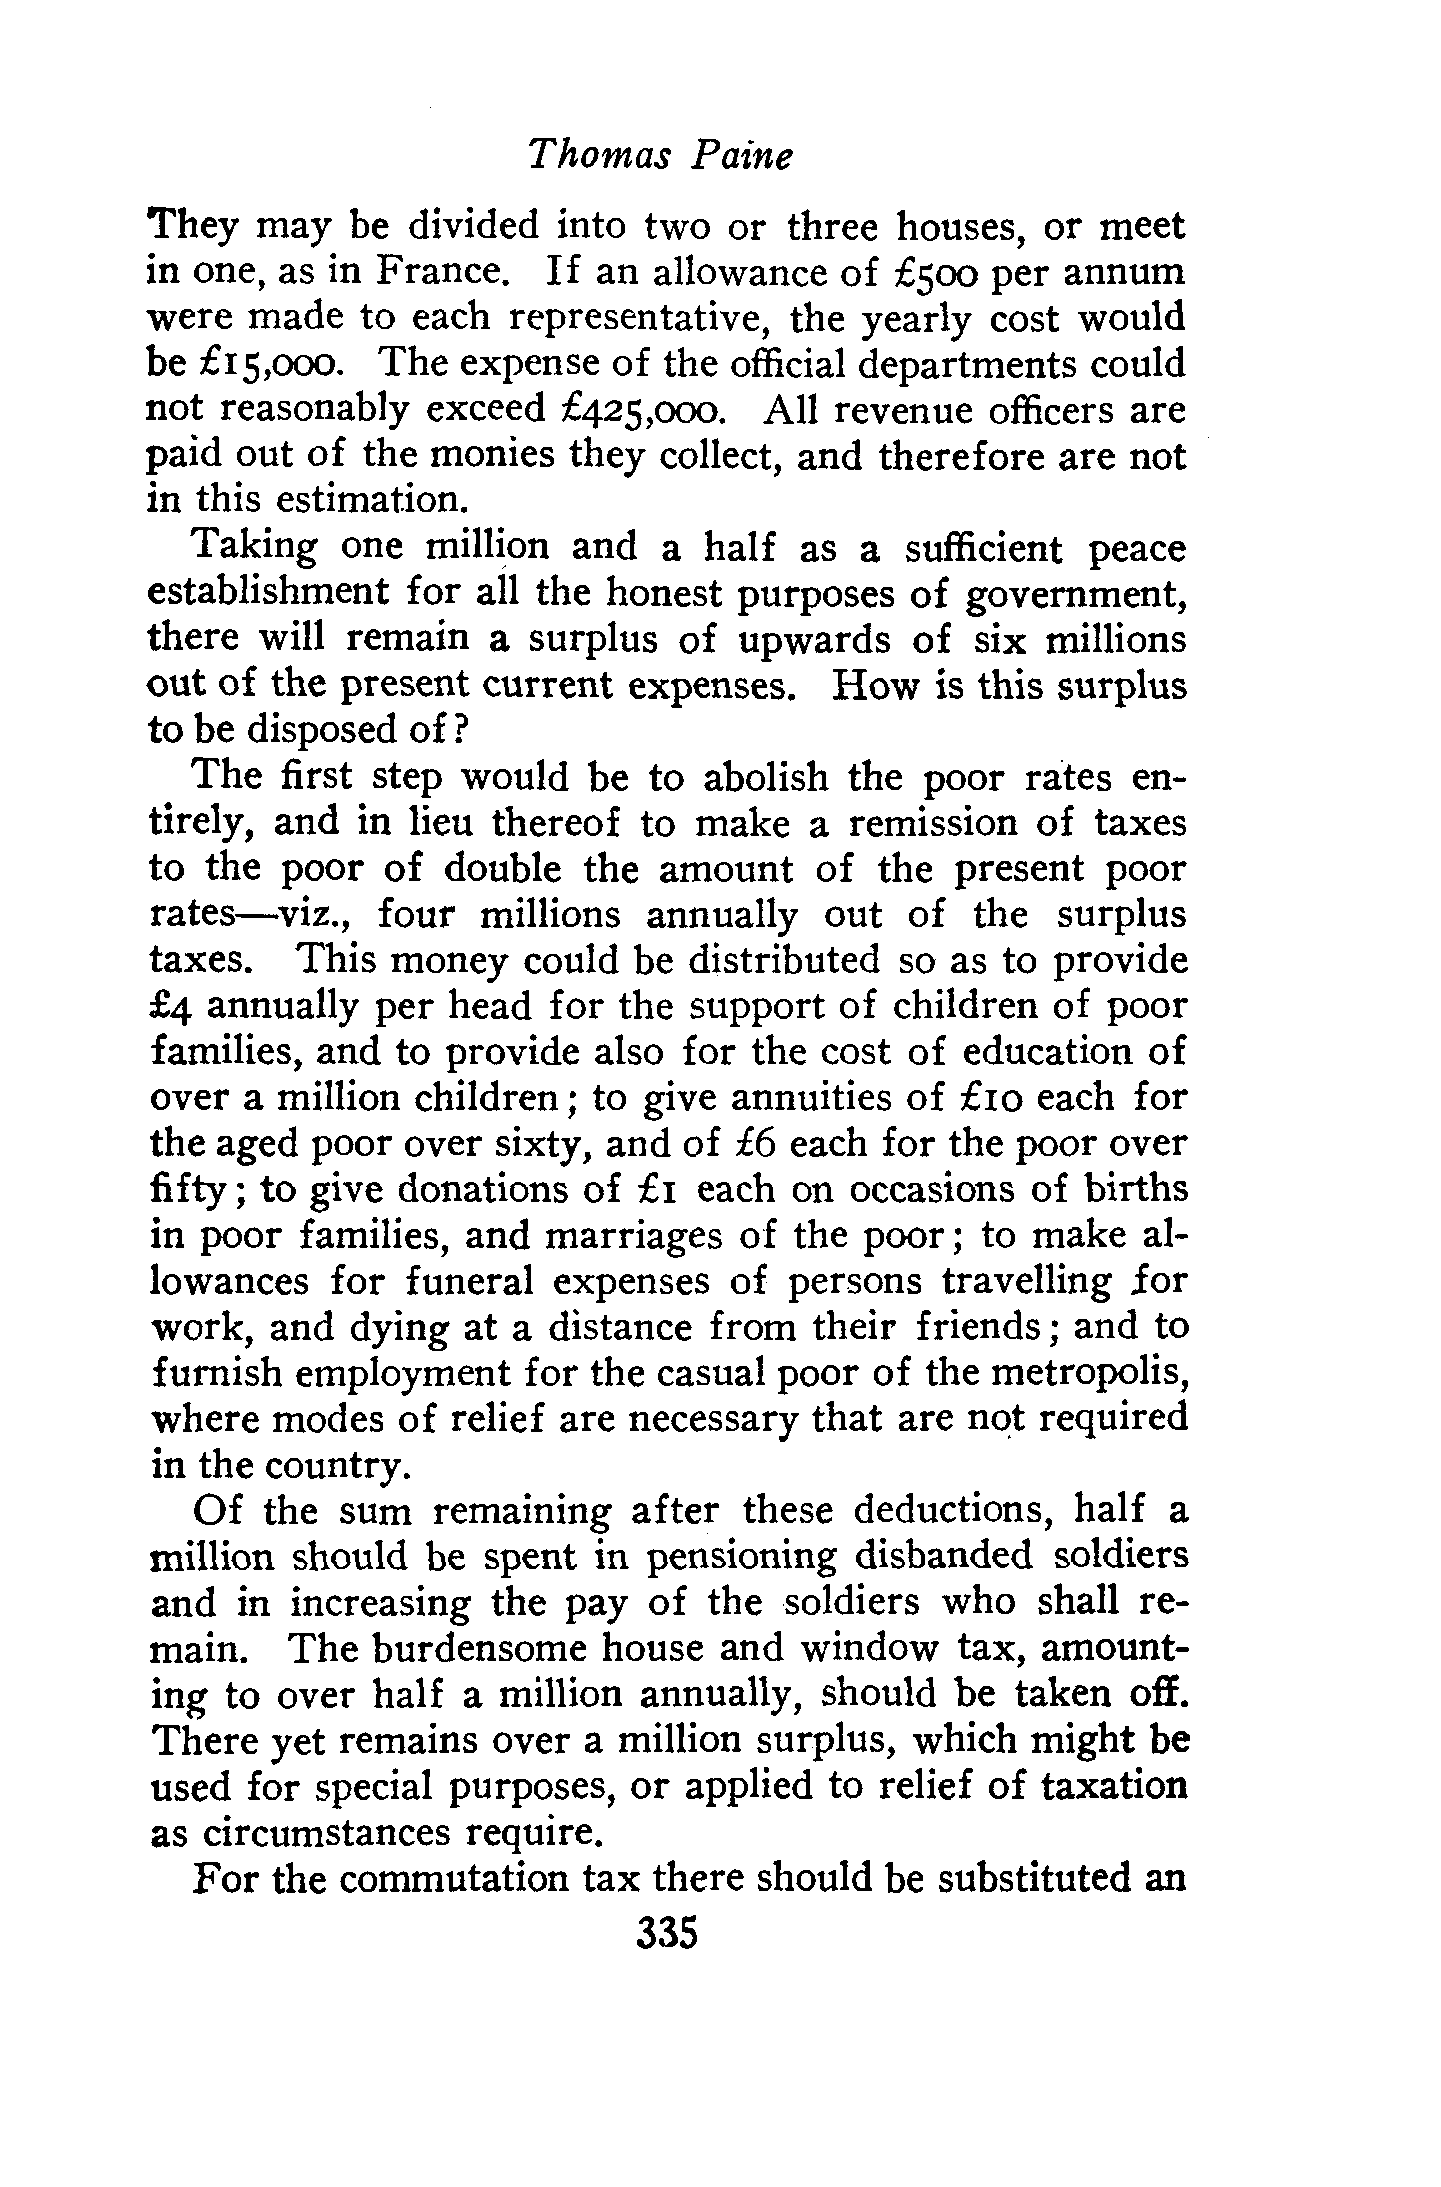 Thomas Paine
They may be divided into two or three houses, or meet
in one, as in France. If an allowance of £500 per annum
were made to each representative, the yearly cost would
be £15,000. The expense of the official departments could
not reasonably exceed £425,000. All revenue officers are
paid out of the monies they collect, and therefore are not
in this estimation.
Taking one million and a half as a sufficient peace
establishment for all the honest purposes of government,
there will remain a surplus of upwards of six millions
out of the present current expenses. How is this surplus
to be disposed of?
The first step would be to abolish the poor rates en-
tirely, and in lieu thereof to make a remission of taxes
to the poor of double the amount of the present poor
rates—viz., four millions annually out of the surplus
taxes. This money could be distributed so as to provide
£4 annually per head for the support of children of poor
families, and to provide also for the cost of education of
over a million children; to give annuities of £10 each for
the aged poor over sixty, and of £6 each for the poor over
fifty; to give donations of £1 each on occasions of births
in poor families, and marriages of the poor; to make al-
lowances for funeral expenses of persons travelling for
work, and dying at a distance from their friends; and to
furnish employment for the casual poor of the metropolis,
where modes of relief are necessary that are not required
in the country.
Of the sum remaining after these deductions, half a
million should be spent in pensioning disbanded soldiers
and in increasing the pay of the soldiers who shall re-
main. The burdensome house and window tax, amount-
ing to over half a million annually, should be taken off.
There yet remains over a million surplus, which might be
used for special purposes, or applied to relief of taxation
as circumstances require.
For the commutation tax there should be substituted an
335